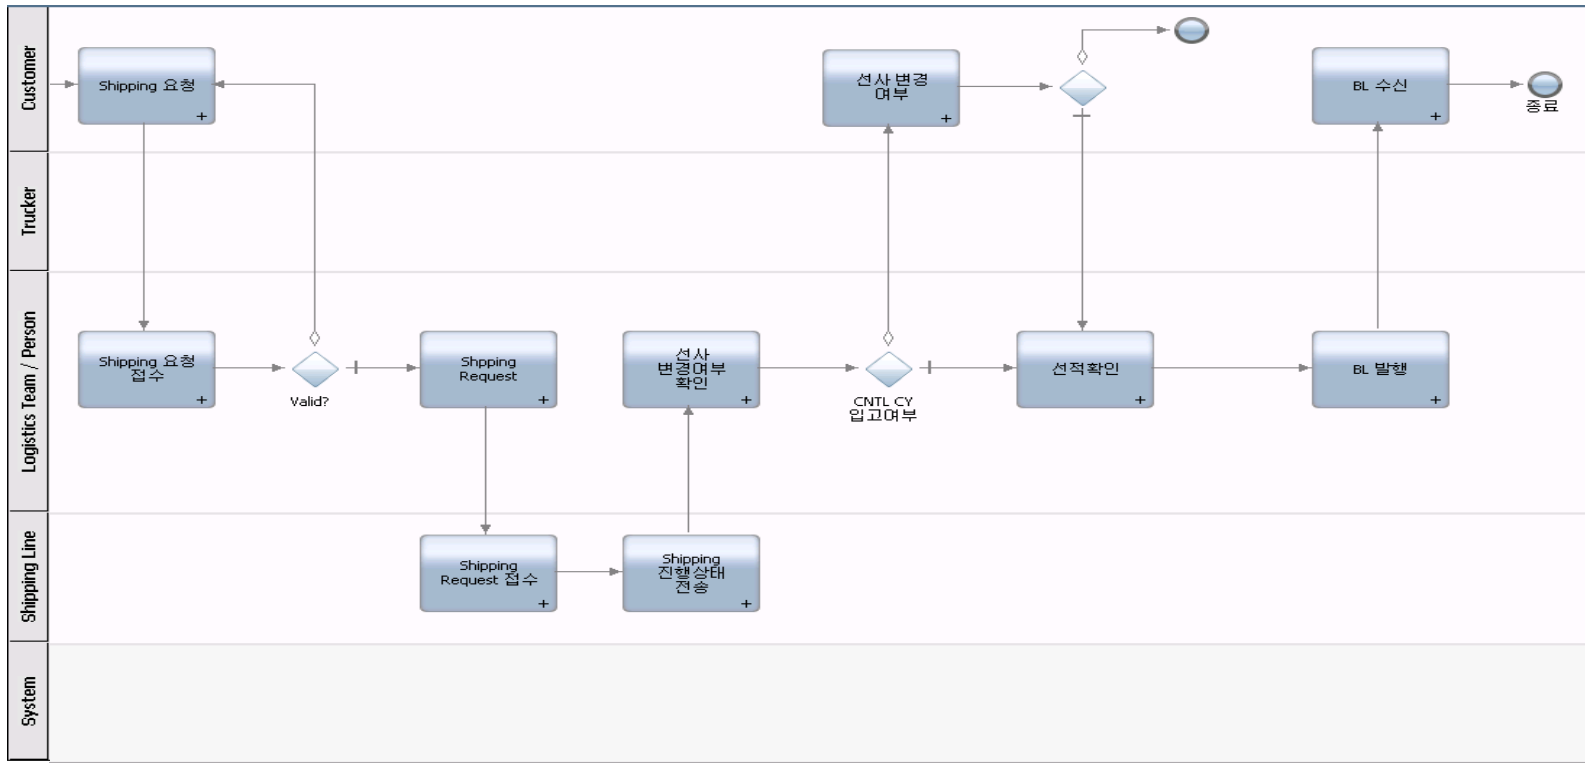 Customer
Shipping 요청
선사 변경
여부
BL 수신
종료
Trucker
Logistics Team / Person
Shipping 요청
접수
Valid?
Shpping
Request
선사
변경여부
확인
CNTL CY
입고여부
선적확인
BL 발행
Shipping Line
Shipping
Request 접수
Shipping
진행상태
전송
System